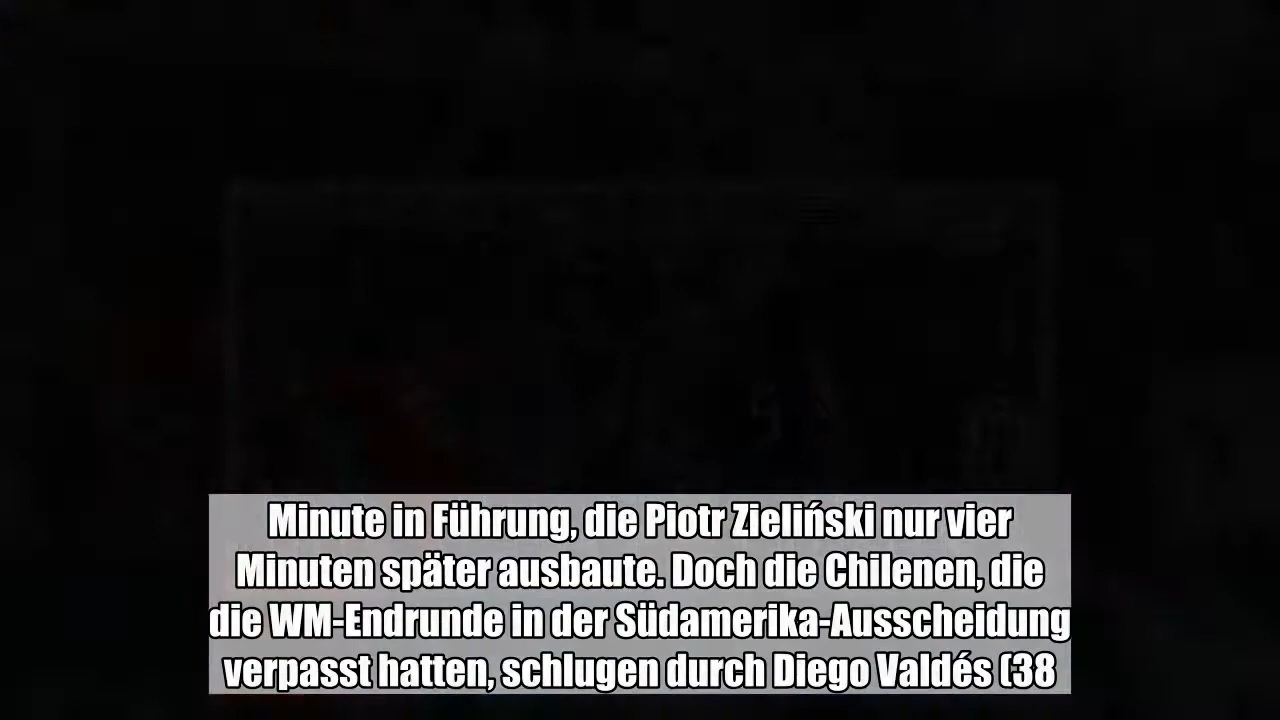 Minute in Führung, die Piotr Zieliński nur vier
Minuten später ausbaute. Doch die Chilenen, die
die WM-Endrunde in der Südamerika-Ausscheidung
verpasst hatten, schlugen durch Diego Valdés (38